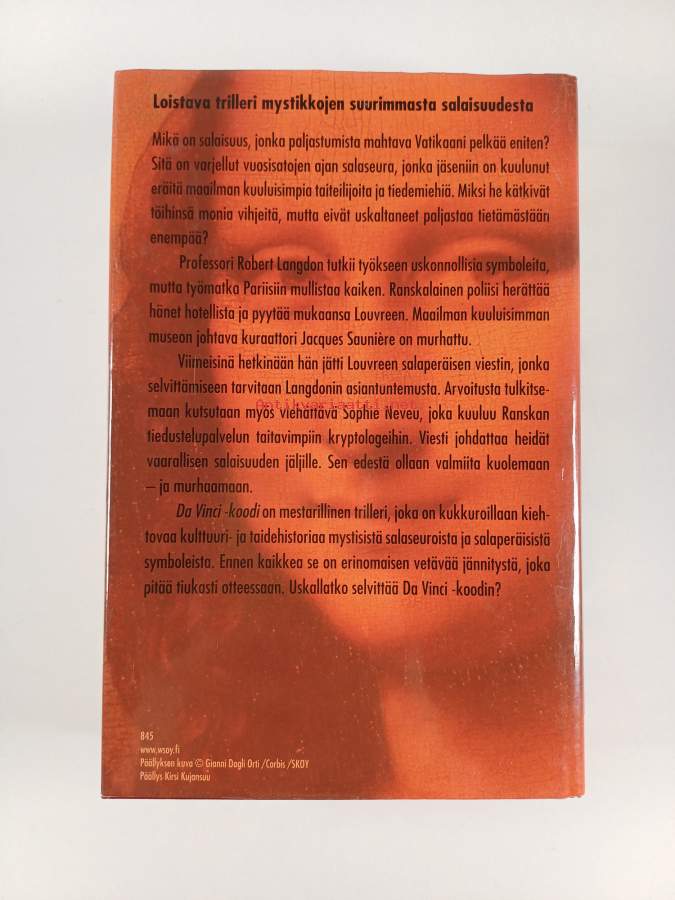 Loistava trilleri mystikkojen suurimmasta salaisuudesta
Mikä on salaisuus, jonka paljastumista mahtava Vatikaani pelkää eniten?
Sitä on varjellut vuosisatojen ajan salaseura, jonka jäseniin on kuulunut
eräitä maailman kuuluisimpia taiteilijoita ja tiedemiehiä. Miksi he kätkivät
töihinsä monia vihjeitä, mutta eivät uskaltaneet paljastaa tietämästään
enempää?
Professori Robert Langdon tutkii työkseen uskonnollisia symboleita,
mutta työmatka Pariisiin mullistaa kaiken. Ranskalainen poliisi herättää
hänet hotellista ja pyytää mukaansa Louvreen. Maailman kuuluisimman
museon johtava kuraattori Jacques Saunière on murhattu.
Viimeisinä hetkinään hän jätti Louvreen salaperäisen viestin, jonka
selvittämiseen tarvitaan Langdonin asiantuntemusta. Arvoitusta tulkitse-
antikvariaatti.net
maan kutsutaan myös viehättävä Sophie Neveu, joka kuuluu Ranskan
tiedustelupalvelun taitavimpiin kryptologeihin. Viesti johdattaa heidät
vaarallisen salaisuuden jäljille. Sen edestä ollaan valmiita kuolemaan
– ja murhaamaan.
Da Vinci -koodi on mestarillinen trilleri, joka on kukkuroillaan kieh-
tovaa kulttuuri- ja taidehistoriaa mystisistä salaseuroista ja salaperäisistä
symboleista. Ennen kaikkea se on erinomaisen vetävää jännitystä, joka
pitää tiukasti otteessaan. Uskallatko selvittää Da Vinci -koodin?
845
www.wsoy.fi
Päällyksen kuva © Gianni Dagli Orti /Corbis /SKOY
Päällys Kirsi Kujansuu